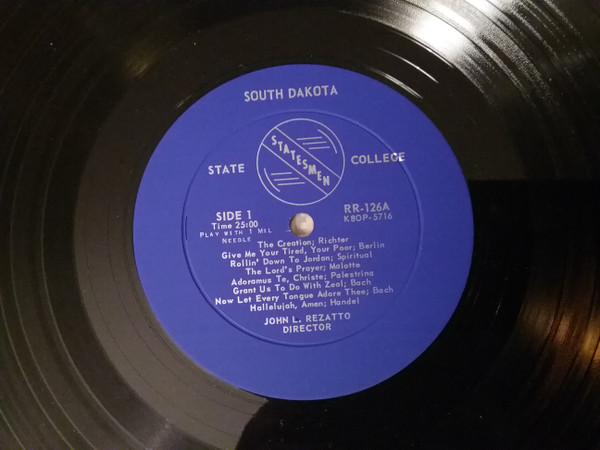 SOUTH DAKOTA
STATESMEN
STATE COLLEGE
SIDE 1
Time 25:00
PLAY WITH 1 MIL
NEEDLE
RR-126A
K8OP-5716
The Creation; Richter
Give Me Your Tired, Your Poor; Berlin
Rollin' Down To Jordon; Spiritual
The Lord's Prayer; Malotte
Adoramus Te, Christe; Palestrina
Grant Us To Do With Zeal; Bach
Now Let Every Tongue Adore Thee; Bach
Hallelujah, Amen; Handel
JOHN L. REZATTO
DIRECTOR